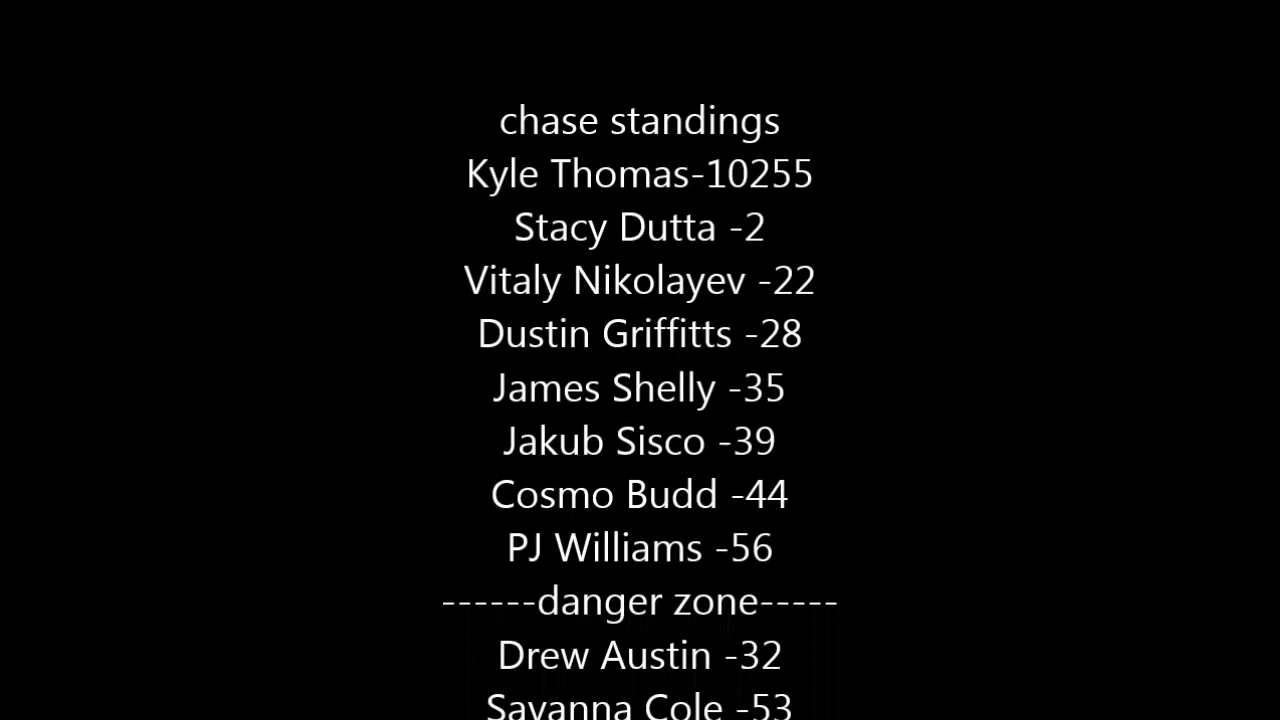 chase standings
Kyle Thomas-10255
Stacy Dutta -2
Vitaly Nikolayev -22
Dustin Griffitts -28
James Shelly -35
Jakub Sisco -39
Cosmo Budd -44
PJ Williams -56
------danger zone-----
Drew Austin -32
Savanna Cole -53